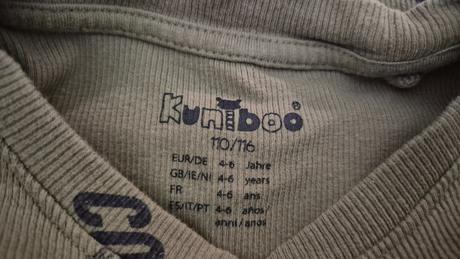 Kuniboo®
110/116
EUR/DE 4-6 Jahre
GB/IE/NI 4-6 years
FR 4-6 ans
ES/IT/PT 4-6 años/
anni/anos
CO